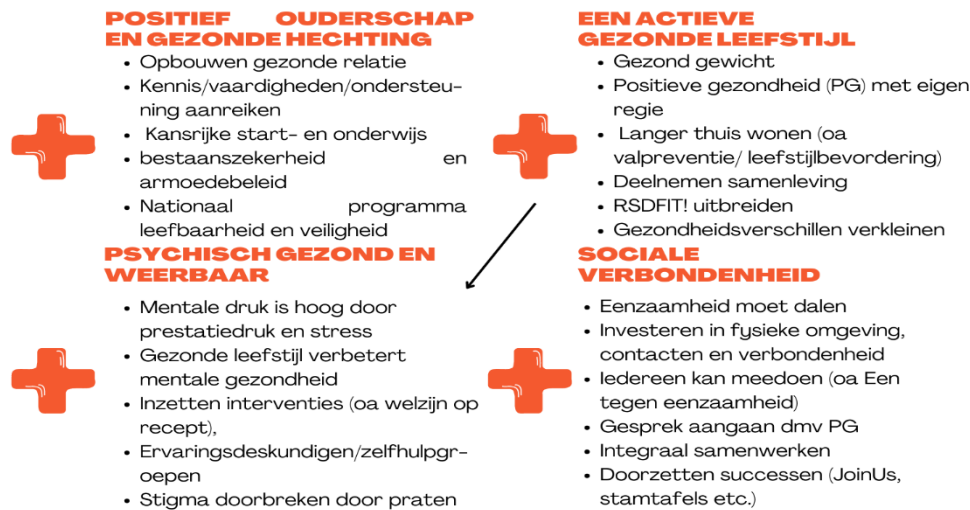 POSITIEF OUDERSCHAP
EN GEZONDE HECHTING
• Opbouwen gezonde relatie
• Kennis/vaardigheden/ondersteu-
ning aanreiken
• Kansrijke start- en onderwijs
• bestaanszekerheid en
armoedebeleid
• Nationaal programma
leefbaarheid en veiligheid
EEN ACTIEVE
GEZONDE LEEFSTIJL
• Gezond gewicht
• Positieve gezondheid (PG) met eigen
regie
• Langer thuis wonen (oa
valpreventie/ leefstijlbevordering)
• Deelnemen samenleving
• RSDFIT! uitbreiden
• Gezondheidsverschillen verkleinen
PSYCHISCH GEZOND EN
WEERBAAR
• Mentale druk is hoog door
prestatiedruk en stress
• Gezonde leefstijl verbetert
mentale gezondheid
• Inzetten interventies (oa welzijn op
recept),
• Ervaringsdeskundigen/zelfhulpgr-
oepen
• Stigma doorbreken door praten
SOCIALE
VERBONDENHEID
• Eenzaamheid moet dalen
• Investeren in fysieke omgeving,
contacten en verbondenheid
• Iedereen kan meedoen (oa Een
tegen eenzaamheid)
• Gesprek aangaan dmv PG
• Integraal samenwerken
• Doorzetten successen (JoinUs,
stamtafels etc.)